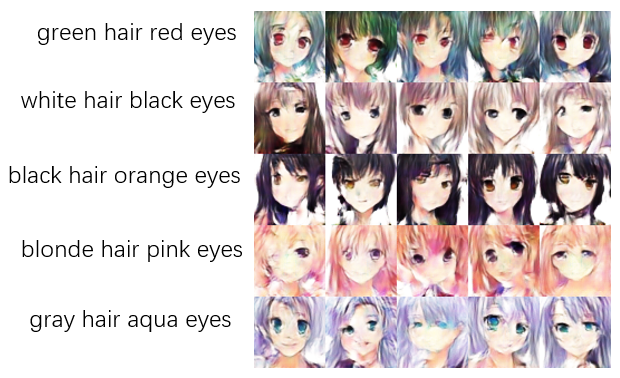 green hair red eyes
white hair black eyes
black hair orange eyes
blonde hair pink eyes
gray hair aqua eyes